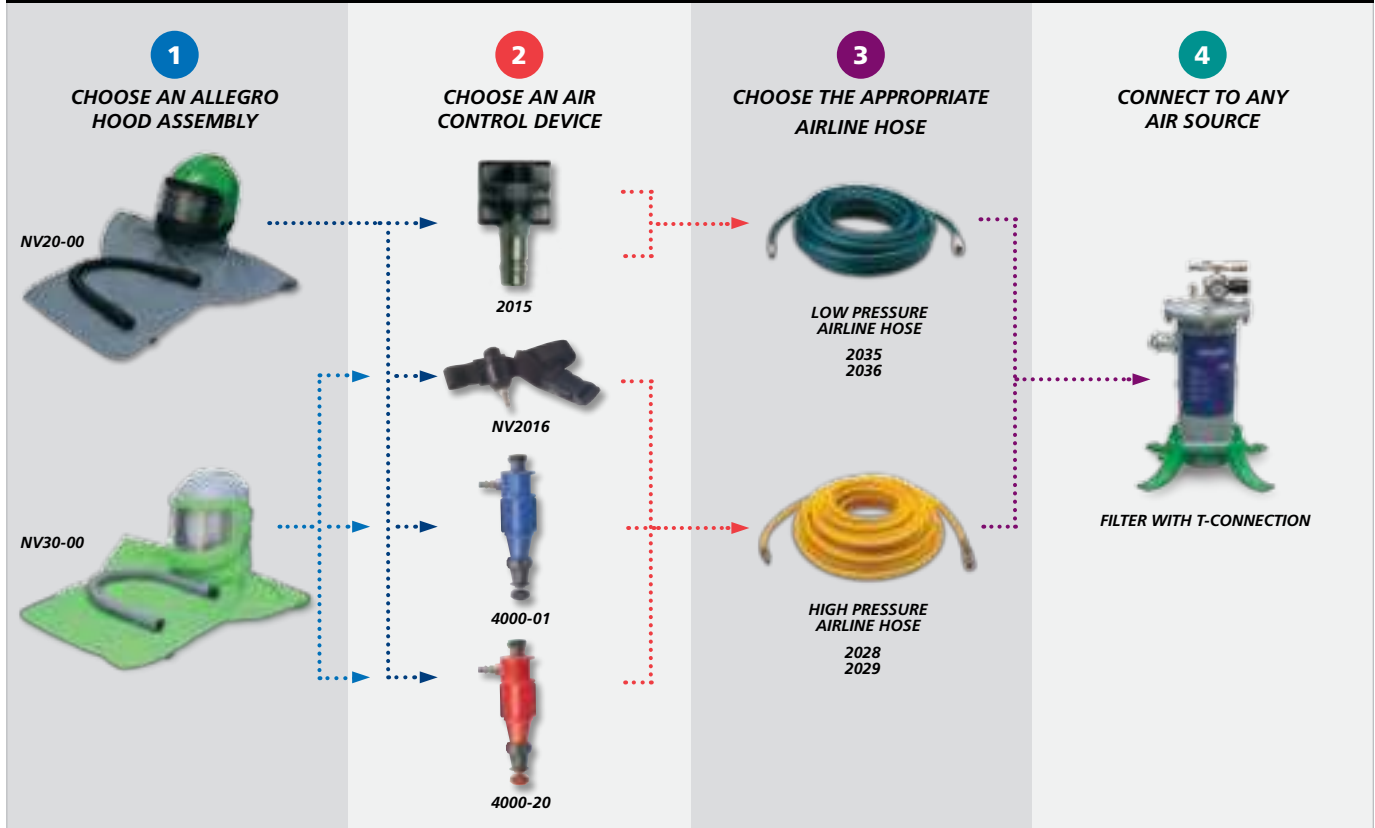 1
CHOOSE AN ALLEGRO
HOOD ASSEMBLY
NV20-00
NV30-00
2
CHOOSE AN AIR
CONTROL DEVICE
2015
NV2016
4000-01
4000-20
3
CHOOSE THE APPROPRIATE
AIRLINE HOSE
LOW PRESSURE
AIRLINE HOSE
2035
2036
HIGH PRESSURE
AIRLINE HOSE
2028
2029
4
CONNECT TO ANY
AIR SOURCE
FILTER WITH T-CONNECTION